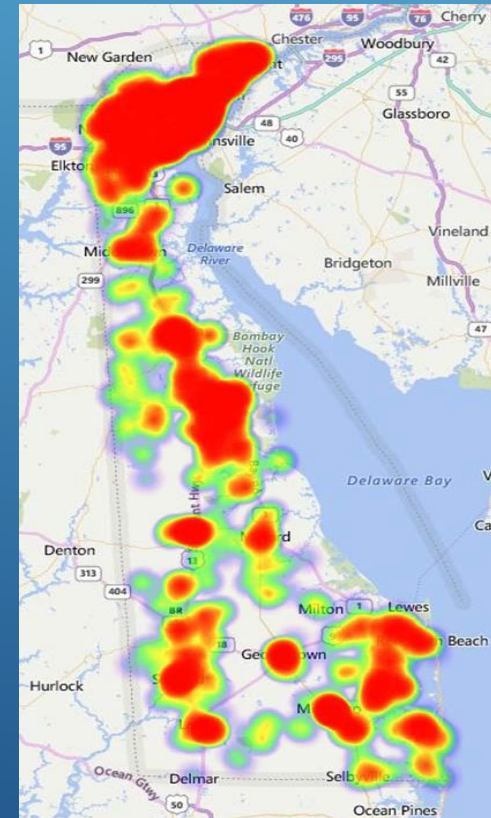 476
95
76
Cherry
Chester
Woodbury
1
New Garden
295
42
55
Glassboro
48
40
95
Elkton
Salem
896
Delaware
River
Vineland
Bridgeton
299
Millville
47
Bombay
Hook
Natl
Wildlife
Delaware Bay
Denton
13
313
404
BR
Milton
1
Lewes
Beach
Hurlock
Delmar
Ocean Gtwy
50
Ocean Pines